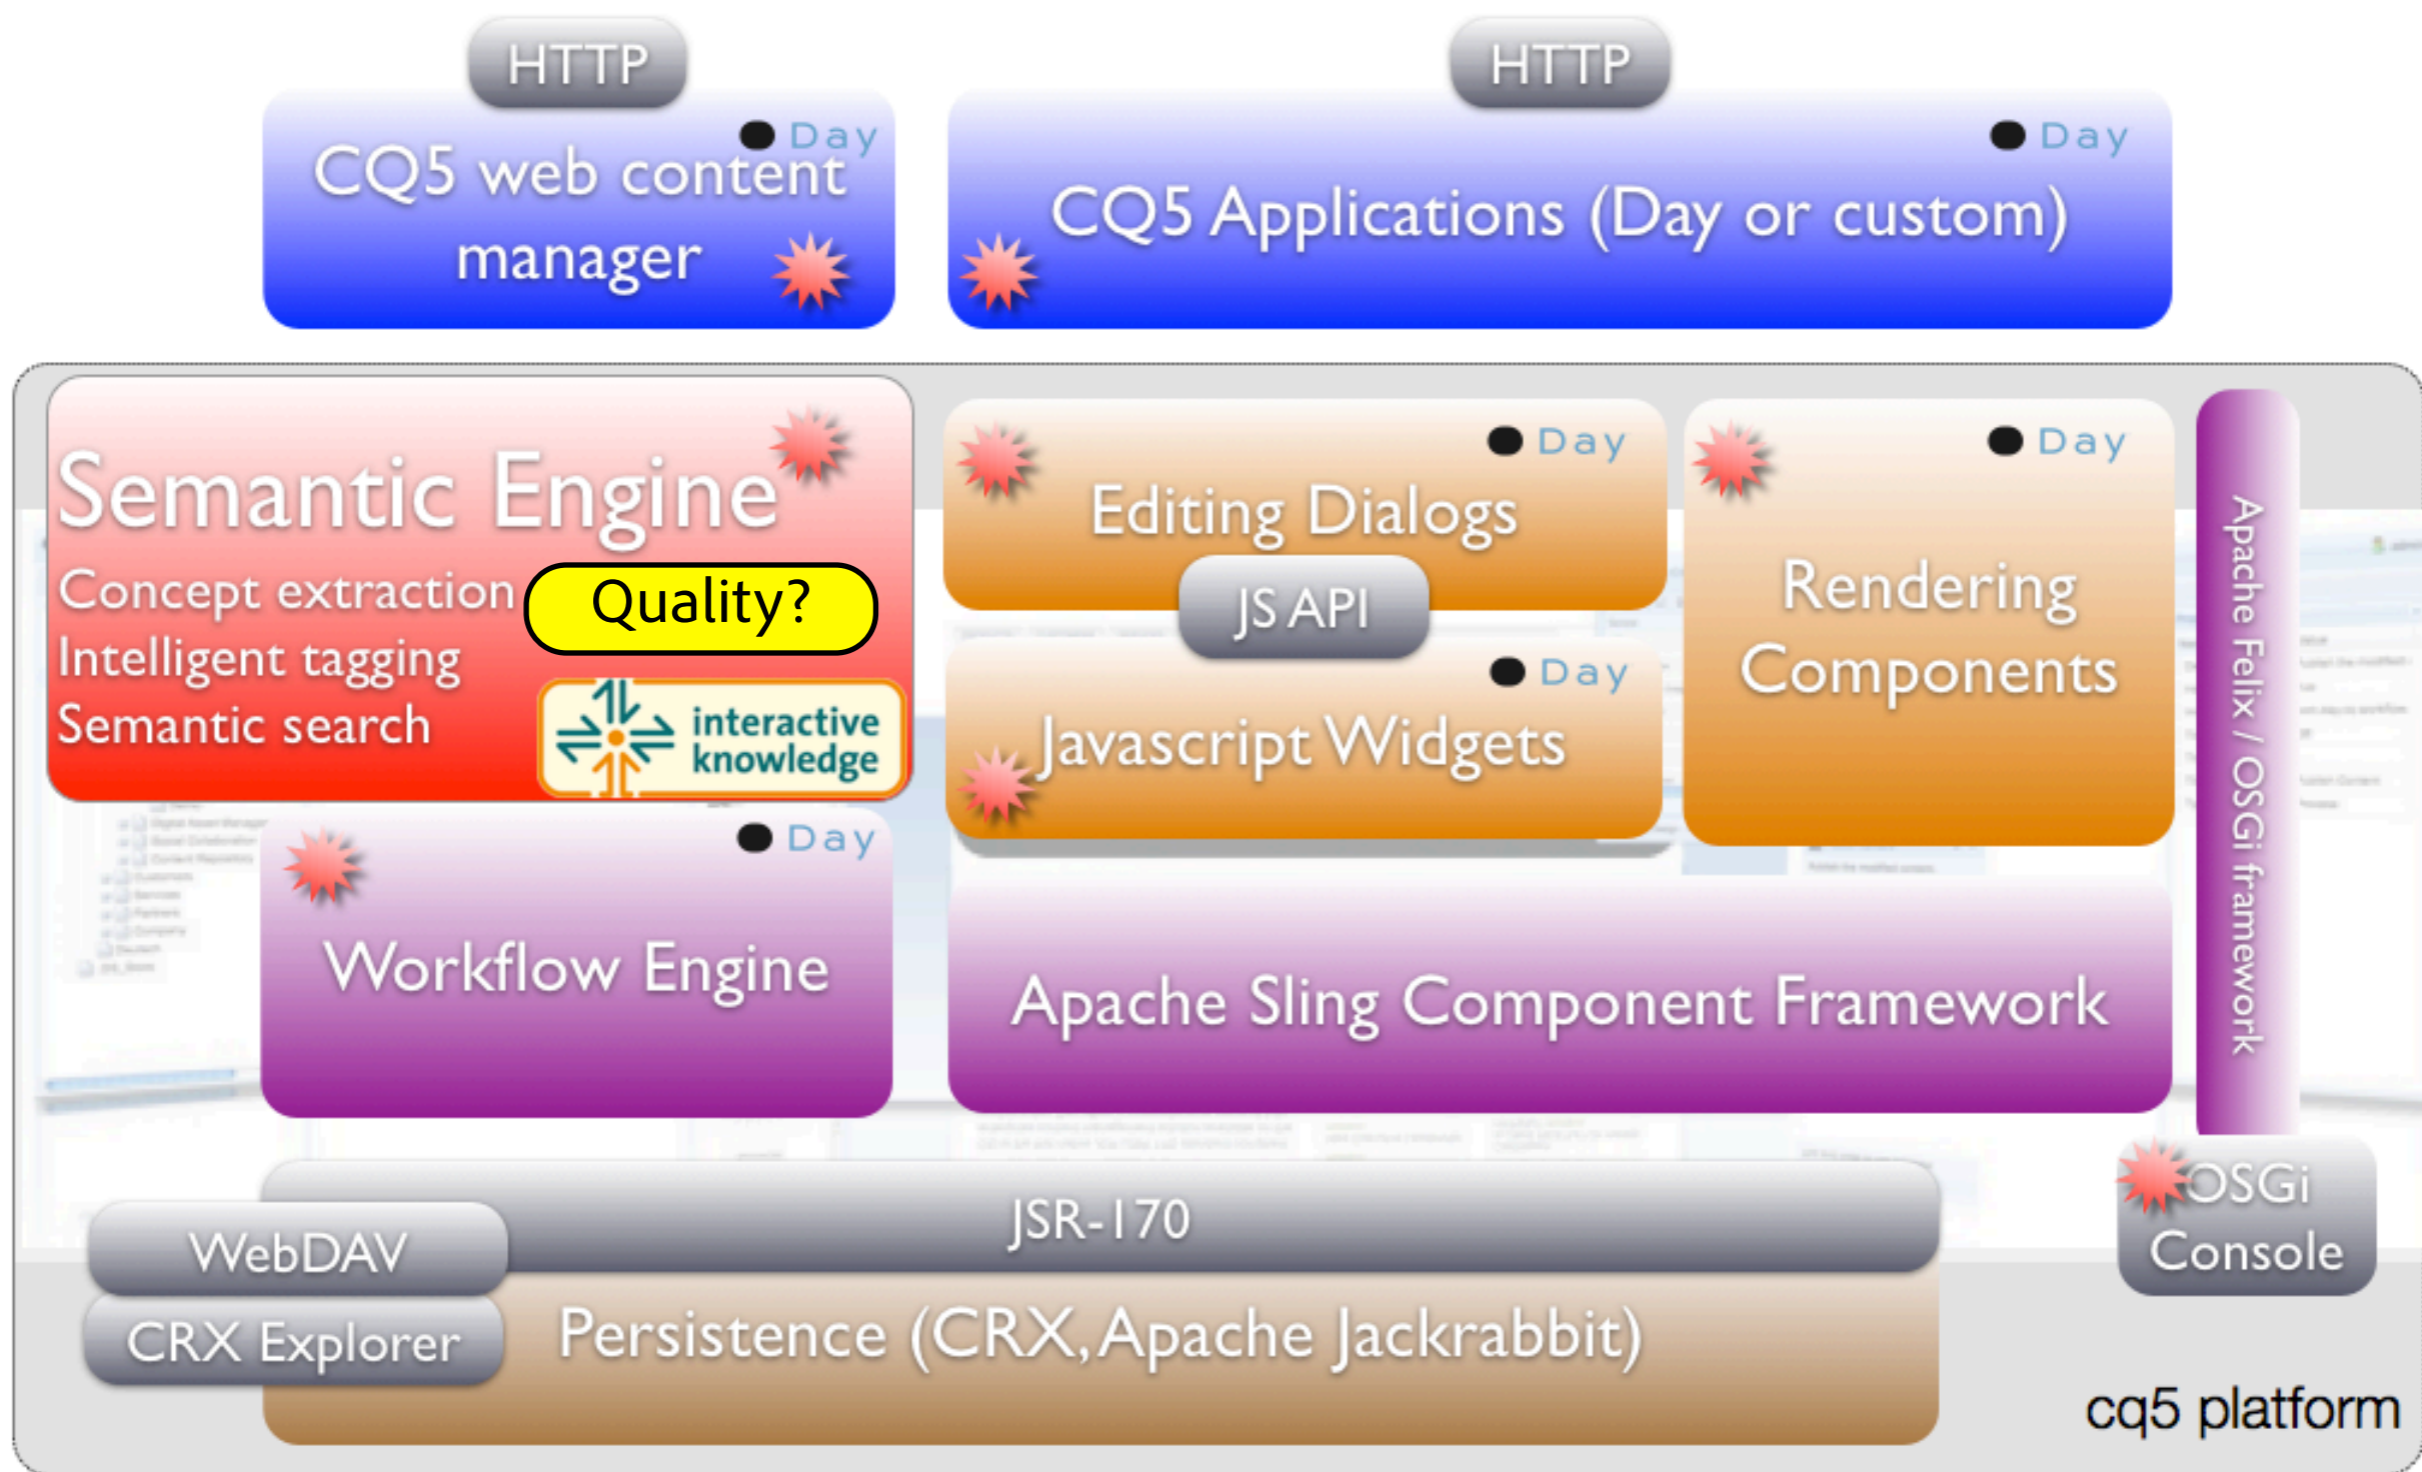 HTTP
HTTP
Day
CQ5 web content
manager
Day
CQ5 Applications (Day or custom)
Semantic Engine
Concept extraction
Intelligent tagging
Semantic search
Quality?
interactive
knowledge
Day
Editing Dialogs
JS API
Day
Javascript Widgets
Day
Rendering
Components
Apache Felix / OSGi framework
Day
Workflow Engine
Apache Sling Component Framework
JSR-170
WebDAV
CRX Explorer
Persistence (CRX, Apache Jackrabbit)
OSGi
Console
cq5 platform